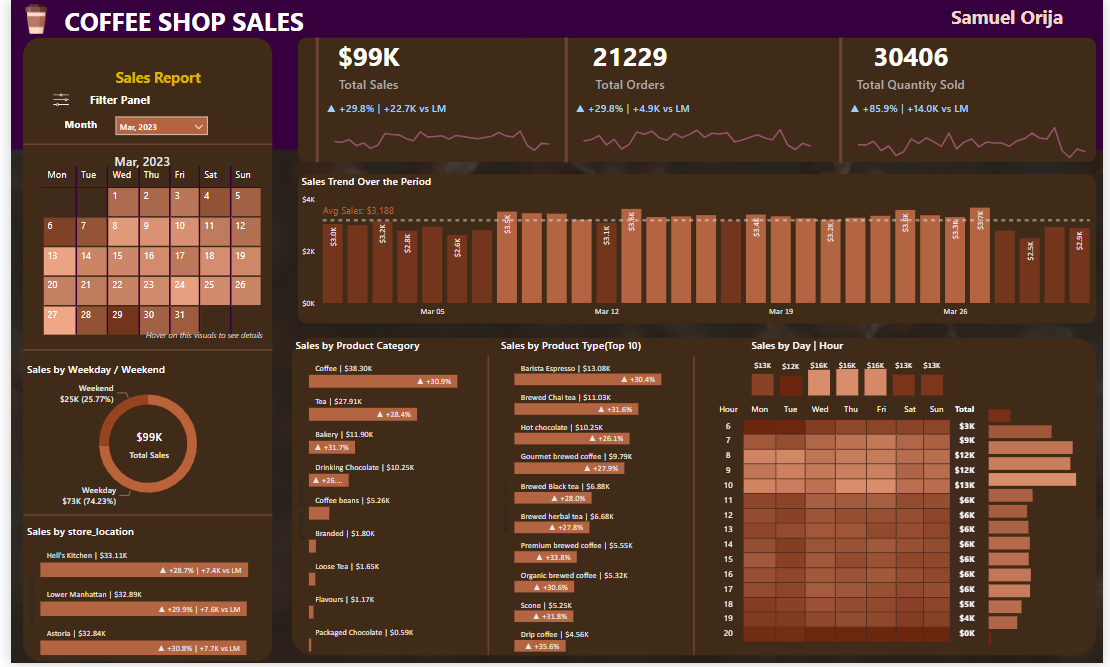 COFFEE SHOP SALES
Samuel Orija
Sales Report
Filter Panel
Month
Mar, 2023
Mar, 2023
Mon Tue Wed Thu Fri Sat Sun
1 2 3 4 5
6 7 8 9 10 11 12
13 14 15 16 17 18 19
20 21 22 23 24 25 26
27 28 29 30 31
Hover on this visuals to see details
Sales by Weekday / Weekend
Weekend
$25K (25.77%)
$99K
Total Sales
Weekday
$73K (74.23%)
Sales by store_location
Hell's Kitchen | $33.11K
▲ +28.7% | +7.4K vs LM
Lower Manhattan | $32.89K
▲ +29.9% | +7.6K vs LM
Astoria | $32.84K
▲ +30.8% | +7.7K vs LM
$99K
Total Sales
▲ +29.8% | +22.7K vs LM
21229
Total Orders
▲ +29.8% | +4.9K vs LM
30406
Total Quantity Sold
▲ +85.9% | +14.0K vs LM
Sales Trend Over the Period
$4K
$2K
$0K
Avg Sales: $3,188
$3.0K $3.2K $2.8K $2.6K $3.5K $3.1K $3.6K $3.4K $3.2K $3.6K $3.3K $3.7K $2.5K $2.9K
Mar 05 Mar 12 Mar 19 Mar 26
Sales by Product Category
Coffee | $38.30K
▲ +30.9%
Tea | $27.91K
▲ +28.4%
Bakery | $11.90K
▲ +31.7%
Drinking Chocolate | $10.25K
▲ +26....
Coffee beans | $5.26K
Branded | $1.80K
Loose Tea | $1.65K
Flavours | $1.17K
Packaged Chocolate | $0.59K
Sales by Product Type(Top 10)
Barista Espresso | $13.08K
▲ +30.4%
Brewed Chai tea | $11.03K
▲ +31.6%
Hot chocolate | $10.25K
▲ +26.1%
Gourmet brewed coffee | $9.79K
▲ +27.9%
Brewed Black tea | $6.88K
▲ +28.0%
Brewed herbal tea | $6.68K
▲ +27.8%
Premium brewed coffee | $5.55K
▲ +33.8%
Organic brewed coffee | $5.32K
▲ +30.6%
Scone | $5.25K
▲ +31.8%
Drip coffee | $4.56K
▲ +35.6%
Sales by Day | Hour
$13K $12K $16K $16K $16K $13K $13K
Hour Mon Tue Wed Thu Fri Sat Sun Total
6 $3K
7 $9K
8 $12K
9 $12K
10 $13K
11 $6K
12 $6K
13 $6K
14 $6K
15 $6K
16 $6K
17 $6K
18 $5K
19 $4K
20 $0K